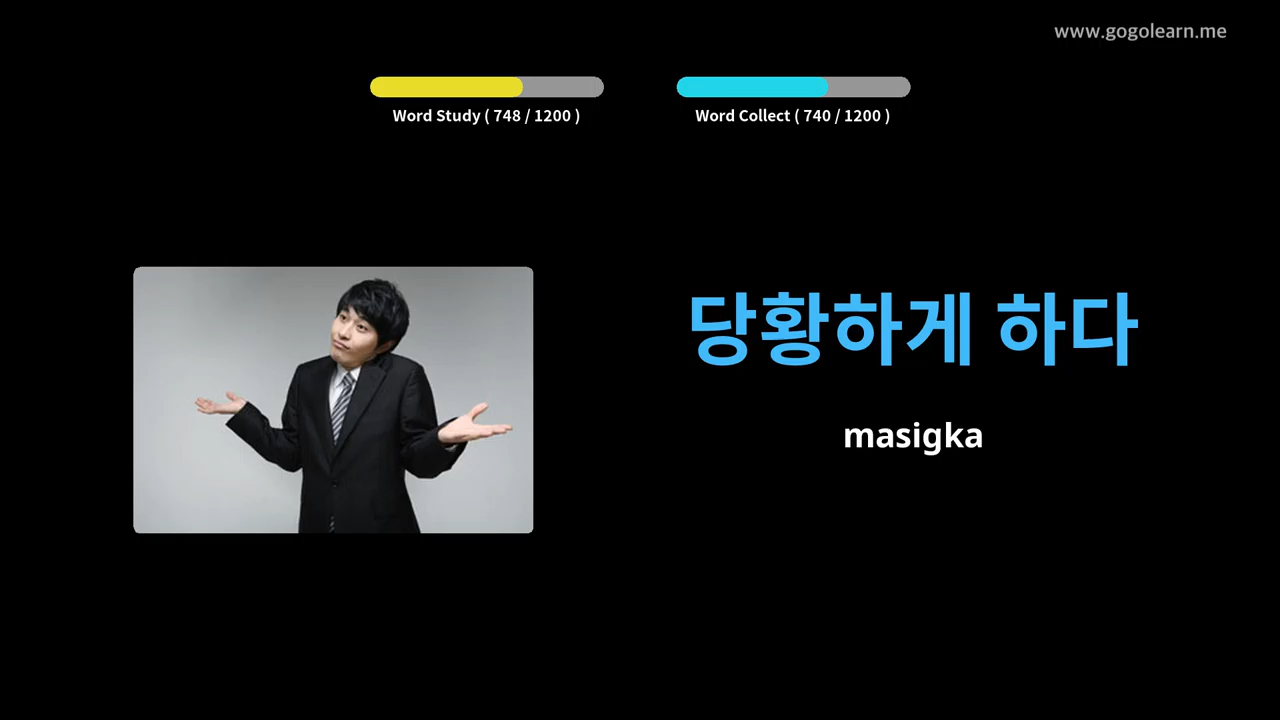 www.gogolearn.me
Word Study ( 748 / 1200 )
Word Collect ( 740 / 1200 )
당황하게 하다
masigka